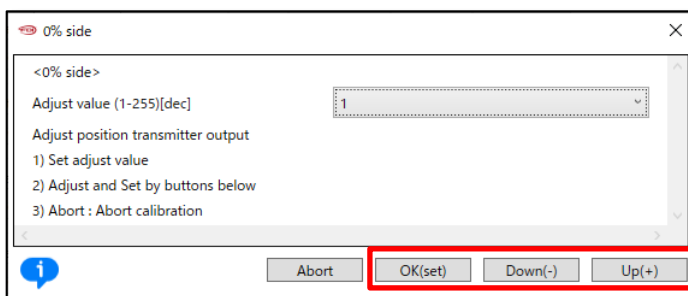 0% side
<0% side>
Adjust value (1-255)[dec] 1
Adjust position transmitter output
1) Set adjust value
2) Adjust and Set by buttons below
3) Abort : Abort calibration
Abort OK(set) Down(-) Up(+)